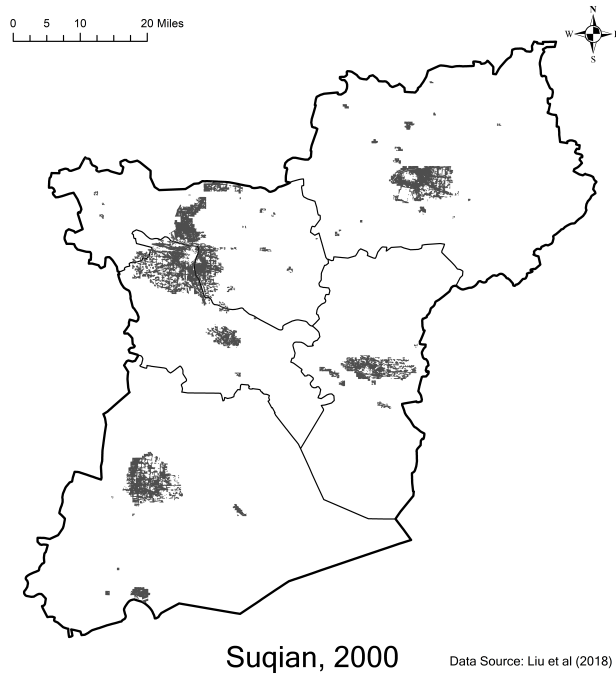 0 5 10 20 Miles
N
W
S
Suqian, 2000
Data Source: Liu et al (2018)